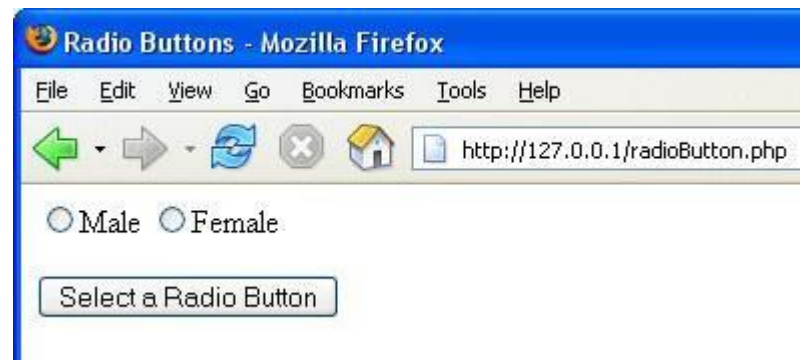 Radio Buttons - Mozilla Firefox
File Edit View Go Bookmarks Tools Help
http://127.0.0.1/radioButton.php
Male Female
Select a Radio Button